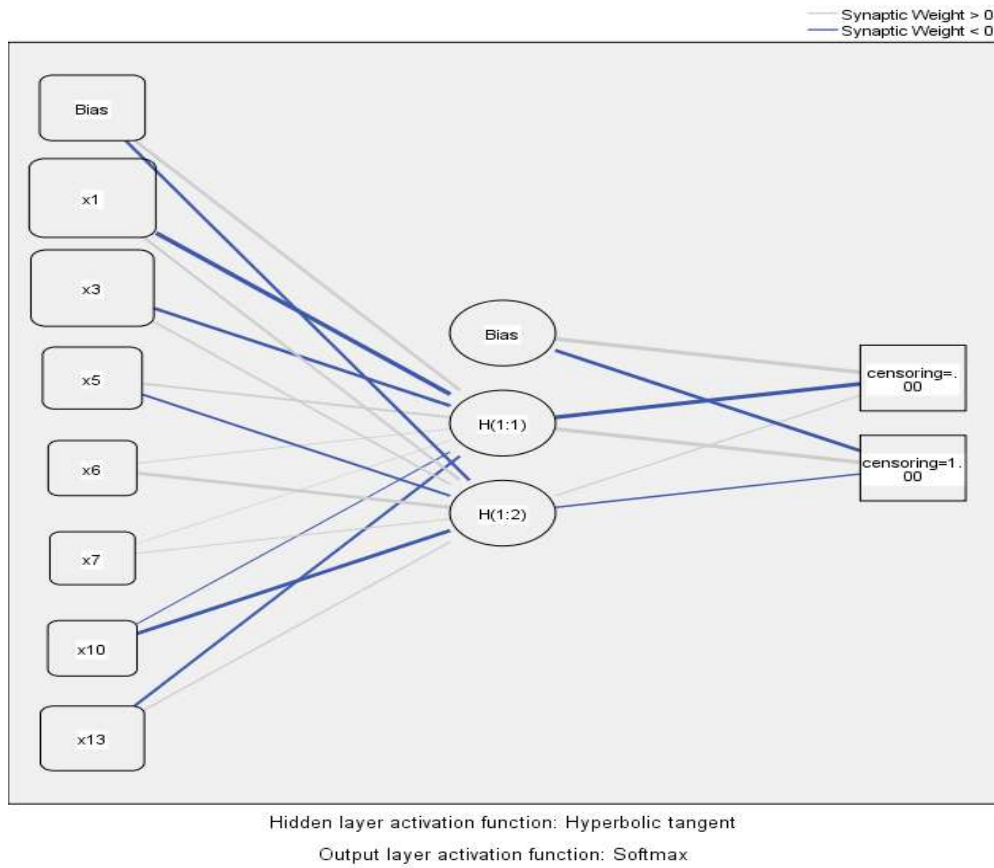 Synaptic Weight > 0
Synaptic Weight < 0
Bias
x1
x3
x5
x6
x7
x10
x13
Bias
H(1:1)
H(1:2)
censoring=.
00
censoring=1.
00
Hidden layer activation function: Hyperbolic tangent
Output layer activation function: Softmax